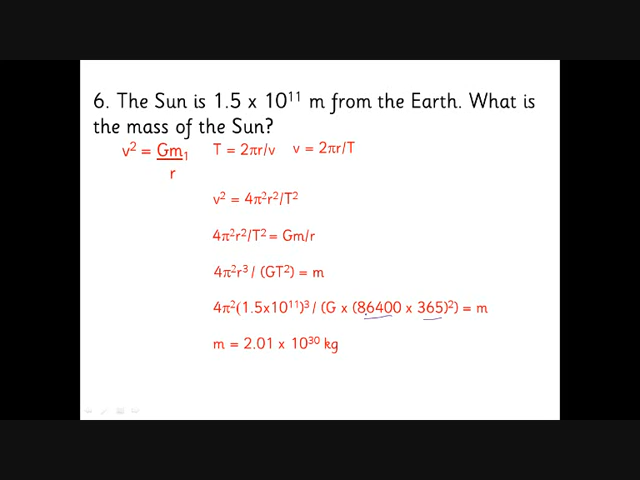 6. The Sun is 1.5 x 10¹¹ m from the Earth. What is
the mass of the Sun?
v² = Gm₁ T = 2πr/v v = 2πr/T
r
v² = 4π²r²/T²
4π²r²/T² = Gm/r
4π²r³ / (GT²) = m
4π²(1.5x10¹¹)³ / (G x (86400 x 365)²) = m
m = 2.01 x 10³⁰ kg